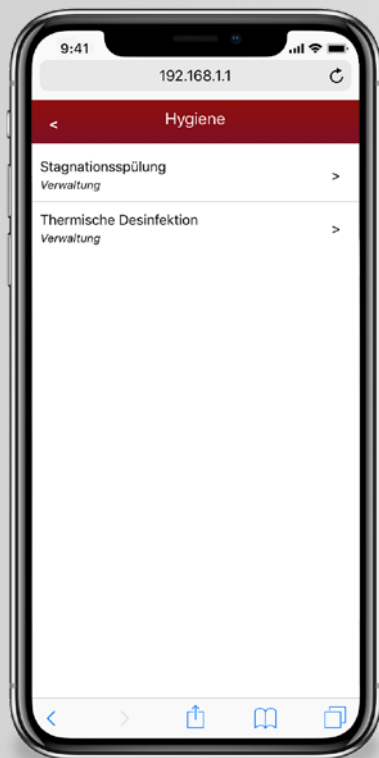 9:41
192.168.1.1
< Hygiene
Stagnationsspülung
Verwaltung
>
Thermische Desinfektion
Verwaltung
>